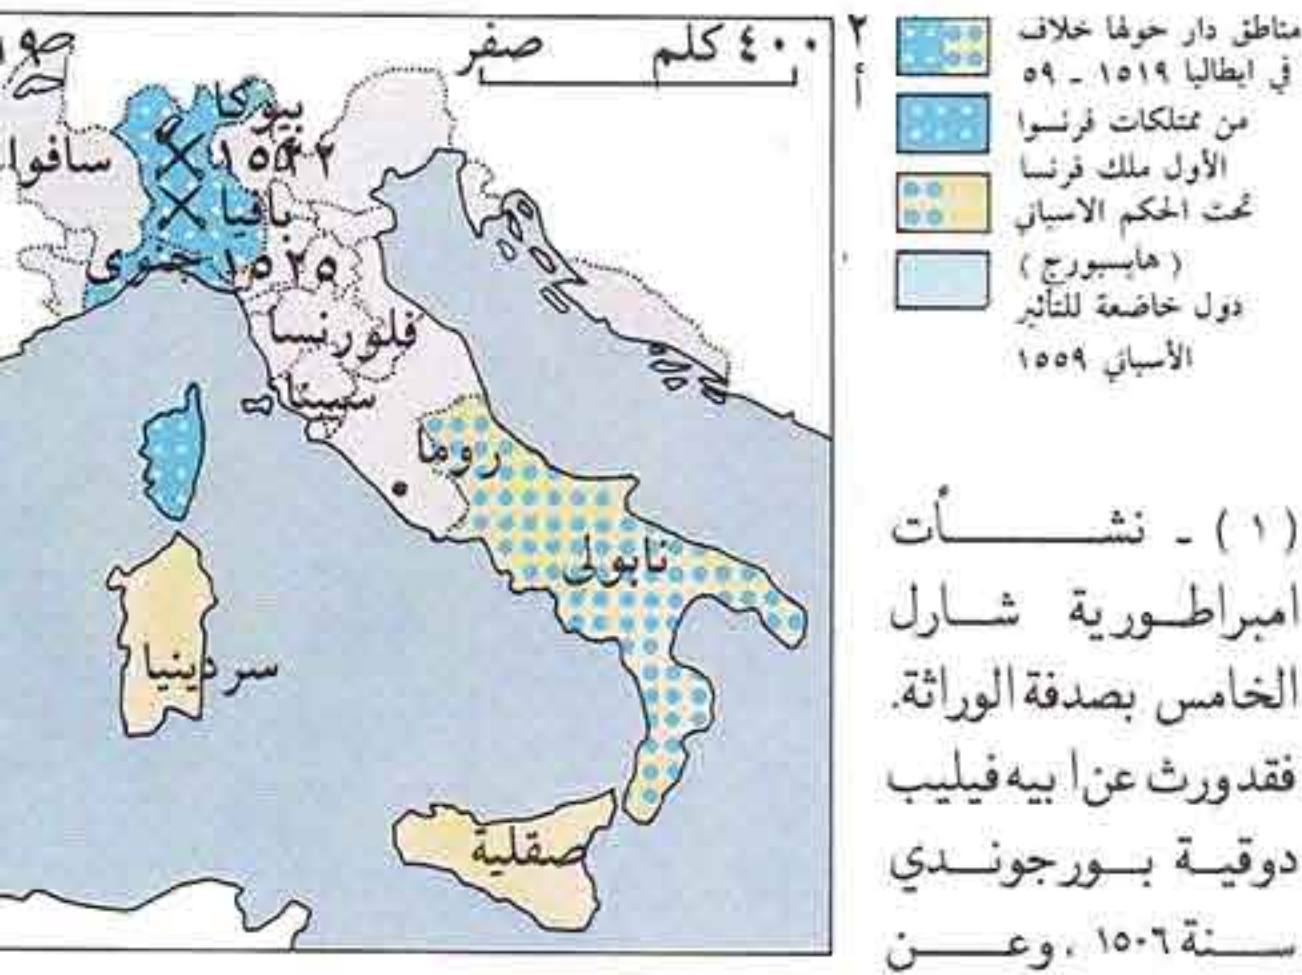 مناطق دار حولها خلاف
في ايطاليا ١٥١٩ ـ ٥٩
من ممتلكات فرنسوا
الأول ملك فرنسا
تحت الحكم الاسباني
( هابسبورج )
دول خاضعة للتأثير
الأسباني ١٥٥٩
٢
أ
صفر ٤٠٠ كلم
بيوكا
١٥٢٢
سافوا
بافيا
١٥٢٥
جنوى
فلورنسا
سيينا
روما
نابولي
سردينيا
صقلية
( ١ ) ـ نشأت
امبراطورية شارل
الخامس بصدفة الوراثة.
فقد ورث عن ابيه فيليب
دوقية بورجوندي
سنة ١٥٠٦ ، وعن